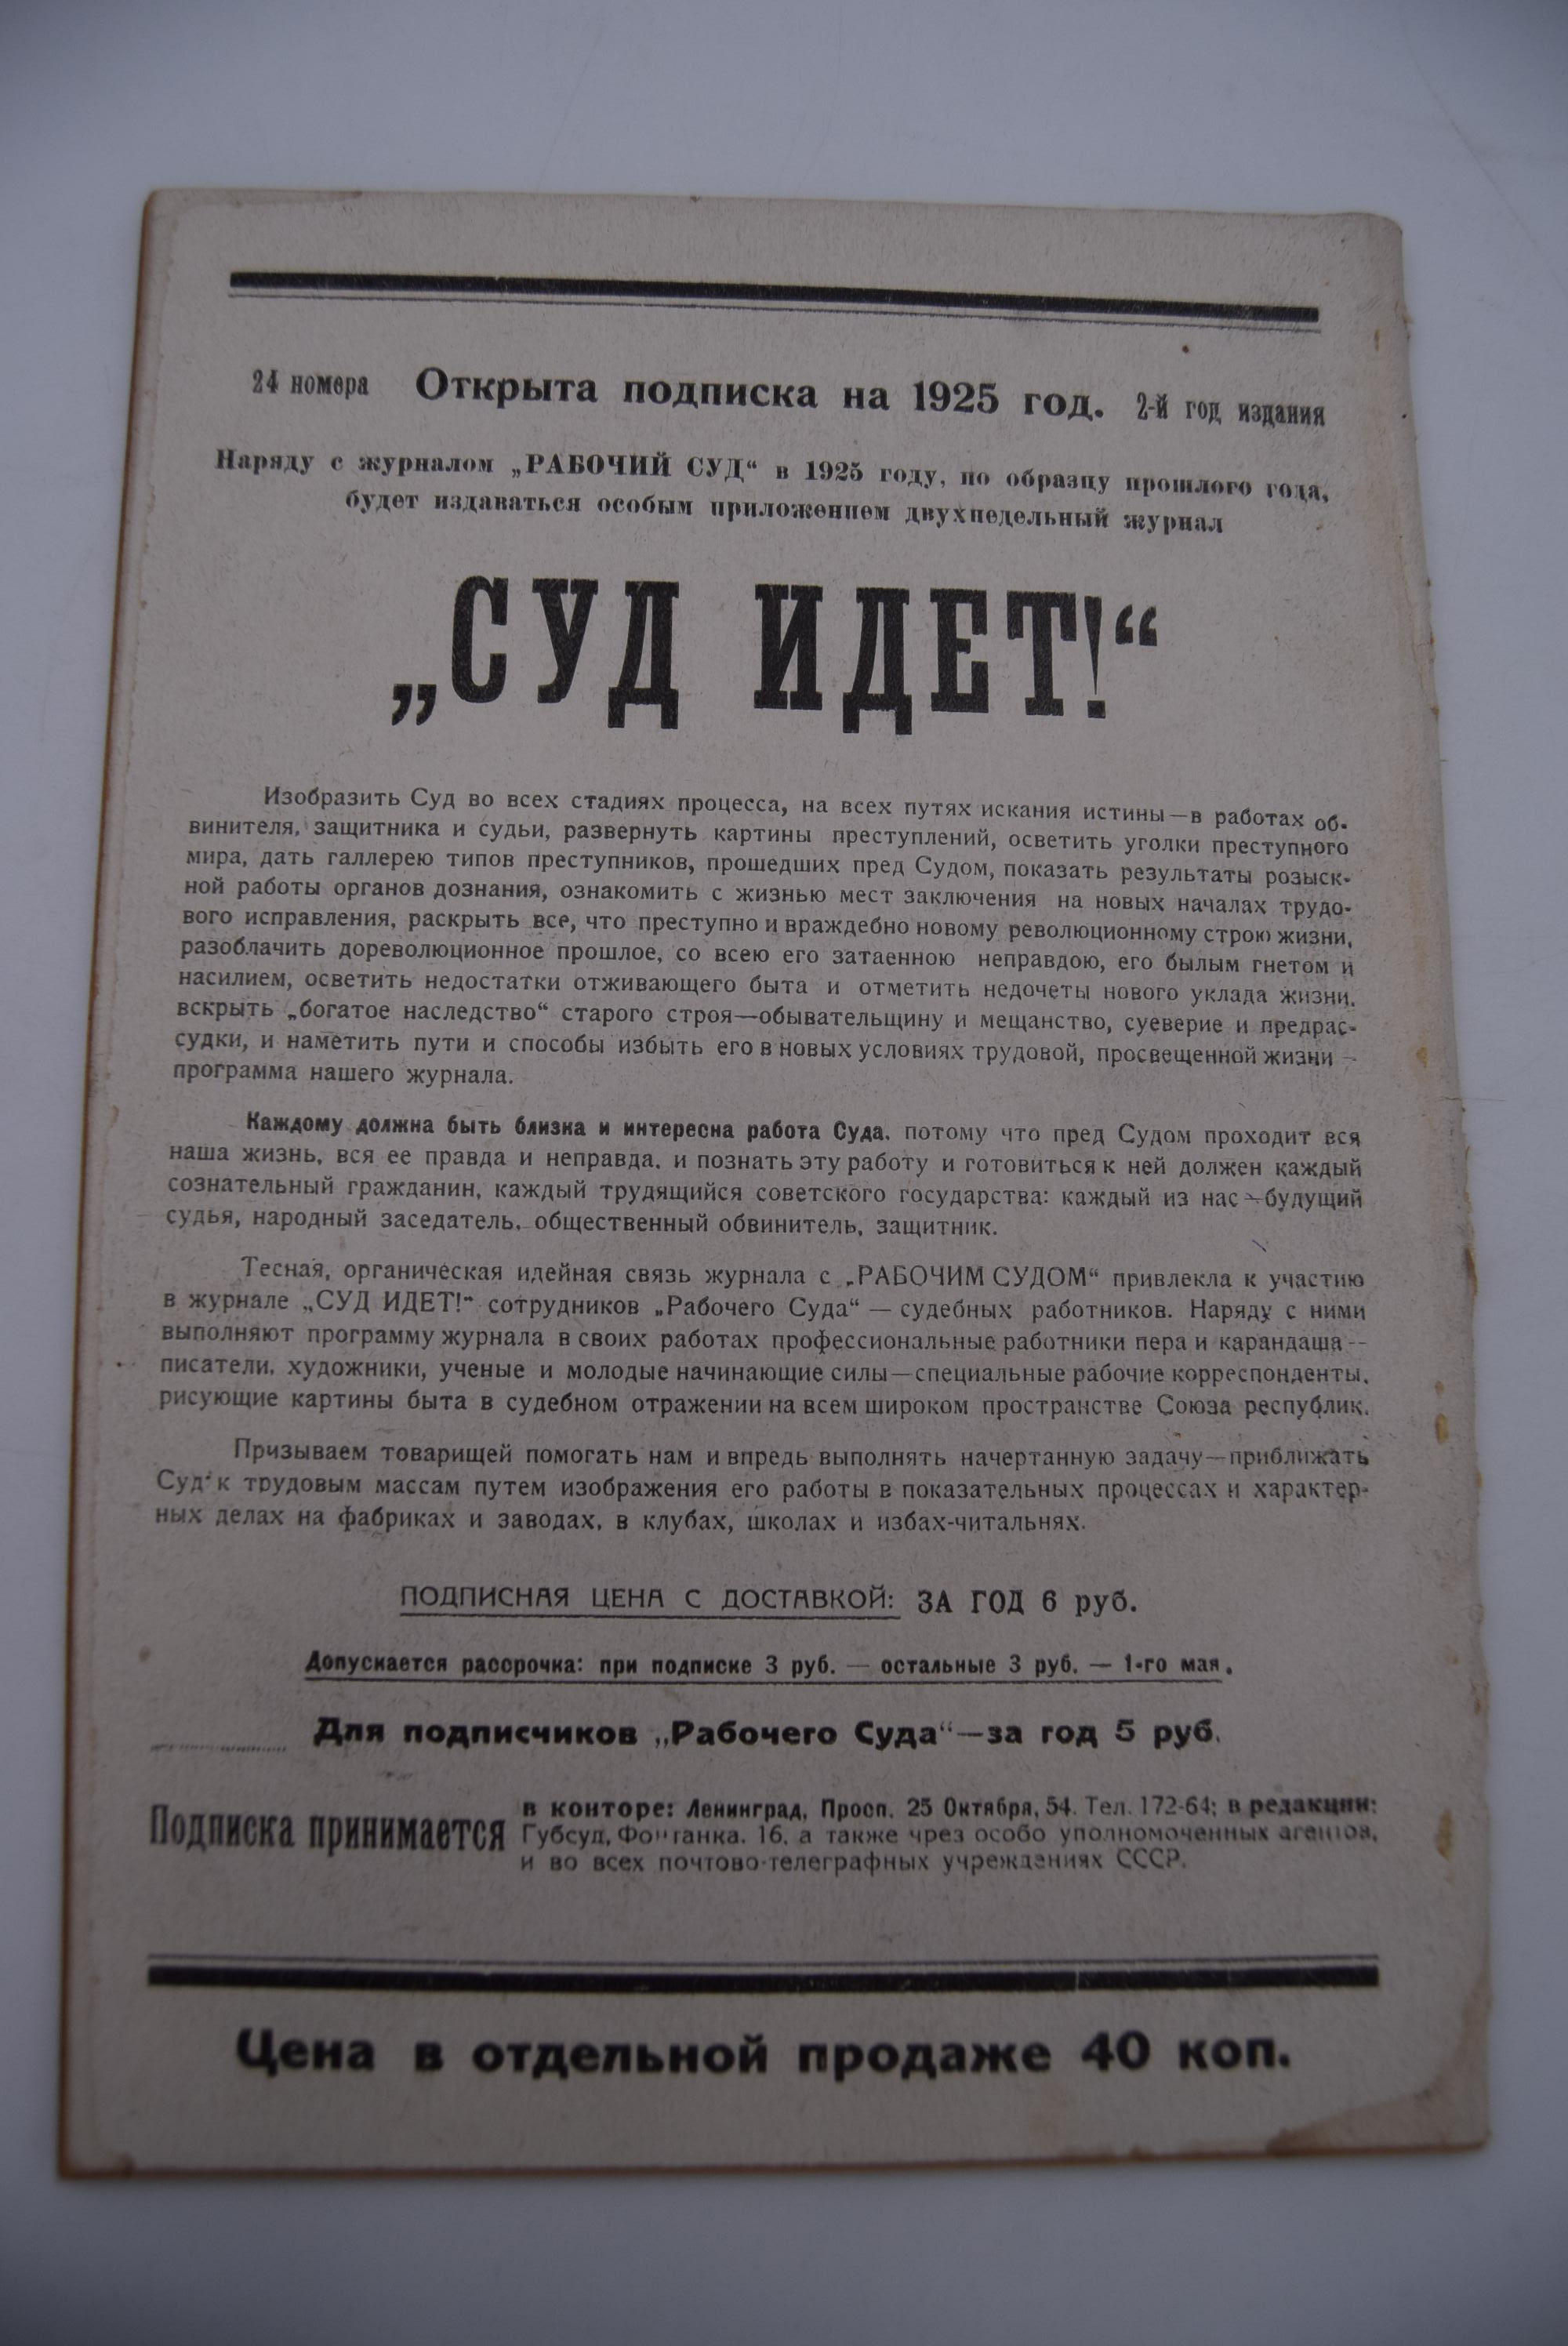 24 номера Открыта подписка на 1925 год. 2-й год издания
Наряду с журналом „РАБОЧИЙ СУД“ в 1925 году, по образцу прошлого года,
будет издаваться особым приложением двухнедельный журнал
„СУД ИДЕТ!“
Изобразить Суд во всех стадиях процесса, на всех путях искания истины—в работах об-
винителя, защитника и судьи, развернуть картины преступлений, осветить уголки преступного
мира, дать галлерею типов преступников, прошедших пред Судом, показать результаты розыск-
ной работы органов дознания, ознакомить с жизнью мест заключения на новых началах трудо-
вого исправления, раскрыть все, что преступно и враждебно новому революционному строю жизни,
разоблачить дореволюционное прошлое, со всею его затаенною неправдою, его былым гнетом и
насилием, осветить недостатки отживающего быта и отметить недочеты нового уклада жизни,
вскрыть „богатое наследство“ старого строя—обывательщину и мещанство, суеверие и предрас-
судки, и наметить пути и способы избыть его в новых условиях трудовой, просвещенной жизни —
программа нашего журнала.
Каждому должна быть близка и интересна работа Суда, потому что пред Судом проходит вся
наша жизнь, вся ее правда и неправда, и познать эту работу и готовиться к ней должен каждый
сознательный гражданин, каждый трудящийся советского государства: каждый из нас—будущий
судья, народный заседатель, общественный обвинитель, защитник.
Тесная, органическая идейная связь журнала с „РАБОЧИМ СУДОМ“ привлекла к участию
в журнале „СУД ИДЕТ!“ сотрудников „Рабочего Суда“ — судебных работников. Наряду с ними
выполняют программу журнала в своих работах профессиональные работники пера и карандаша—
писатели, художники, ученые и молодые начинающие силы—специальные рабочие корреспонденты,
рисующие картины быта в судебном отражении на всем широком пространстве Союза республик.
Призываем товарищей помогать нам и впредь выполнять начертанную задачу—приближать
Суд к трудовым массам путем изображения его работы в показательных процессах и характер-
ных делах на фабриках и заводах, в клубах, школах и избах-читальнях.
ПОДПИСНАЯ ЦЕНА С ДОСТАВКОЙ: ЗА ГОД 6 руб.
Допускается рассрочка: при подписке 3 руб. — остальные 3 руб. — 1-го мая.
Для подписчиков „Рабочего Суда“—за год 5 руб.
Подписка принимается в конторе: Ленинград, Просп. 25 Октября, 54. Тел. 172-64; в редакции:
Губсуд, Фонтанка, 16, а также чрез особо уполномоченных агентов,
и во всех почтово-телеграфных учреждениях СССР.
Цена в отдельной продаже 40 коп.